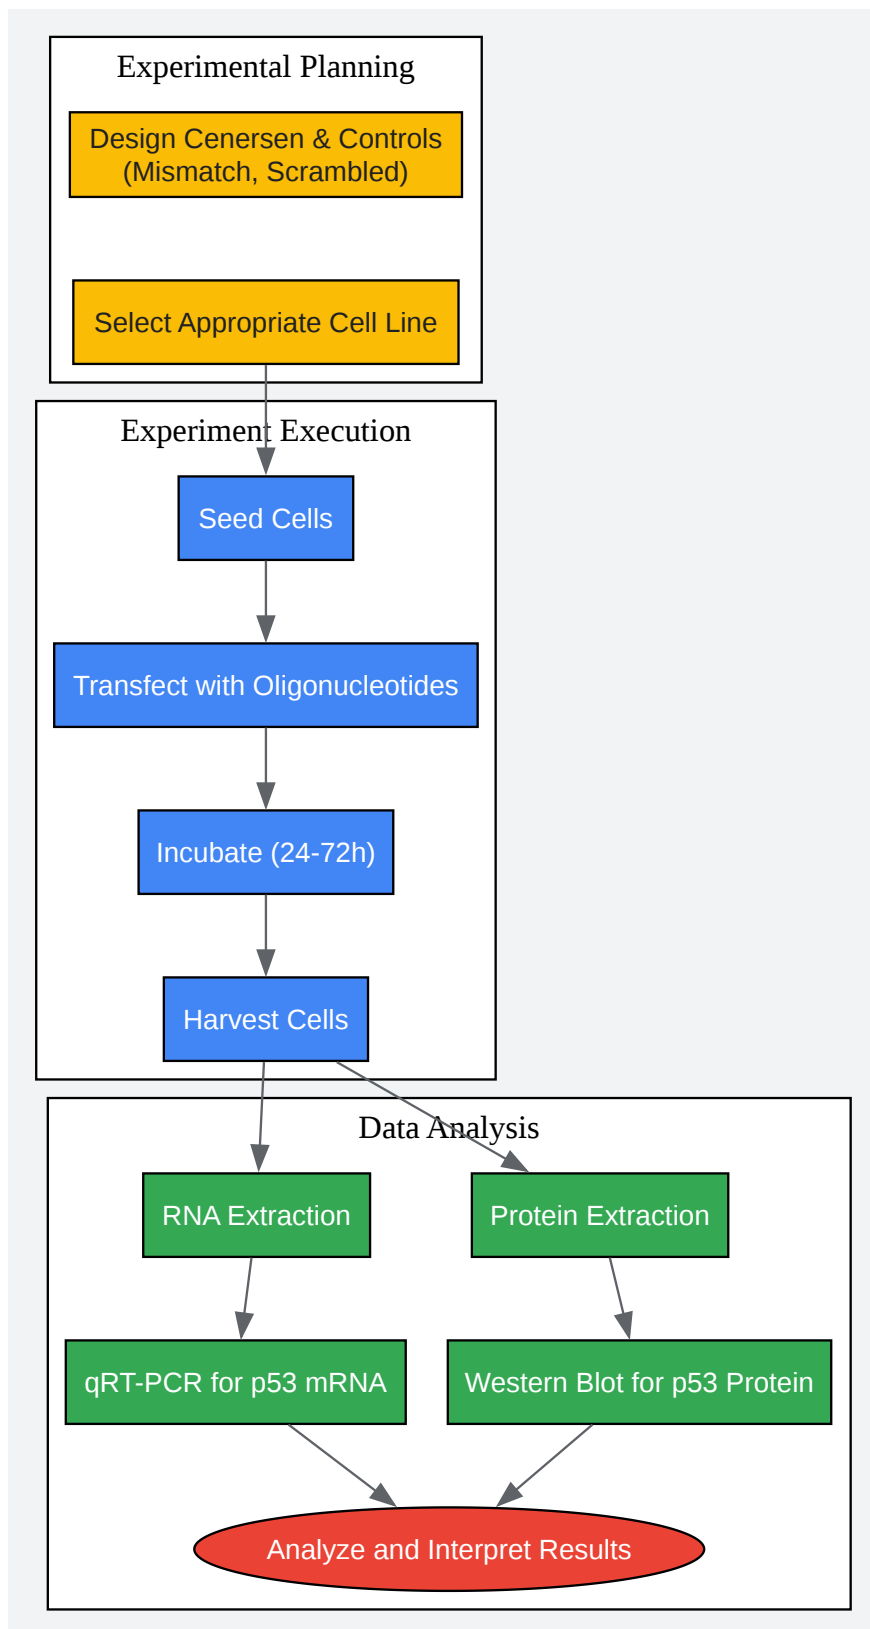 Experimental Planning
Design Cenersen & Controls
(Mismatch, Scrambled)
Select Appropriate Cell Line
Experiment Execution
Seed Cells
Transfect with Oligonucleotides
Incubate (24-72h)
Harvest Cells
Data Analysis
RNA Extraction
Protein Extraction
qRT-PCR for p53 mRNA
Western Blot for p53 Protein
Analyze and Interpret Results